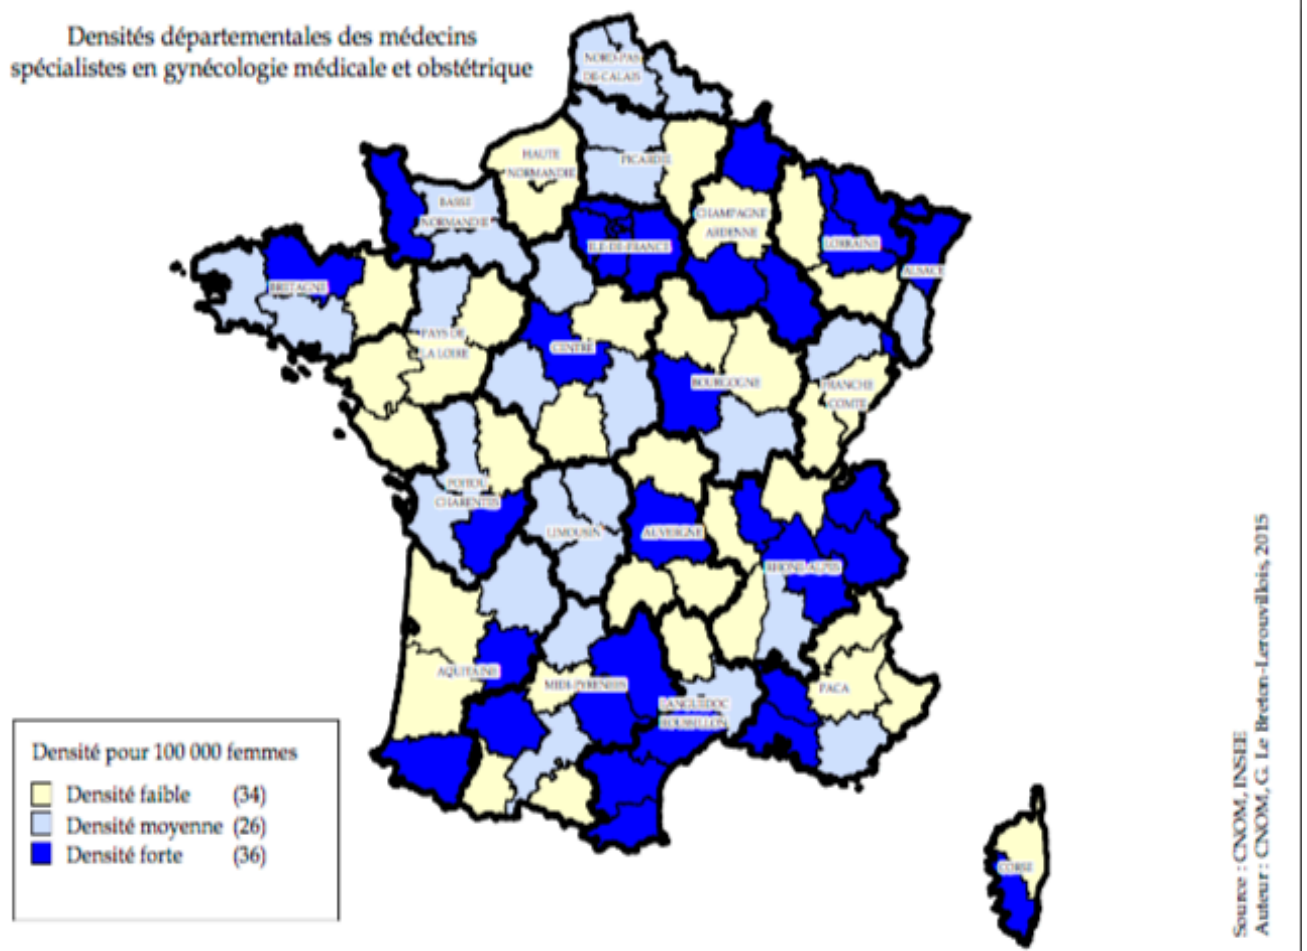 Densités départementales des médecins
spécialistes en gynécologie médicale et obstétrique
NORD-PAS
DE-CALAIS
HAUTE
NORMANDIE
PICARDIE
BASSE
NORMANDIE
CHAMPAGNE
ARDENNE
ILE-DE-FRANCE
LORRAINE
ALSACE
BRETAGNE
PAYS DE
LA LOIRE
CENTRE
BOURGOGNE
FRANCHE
COMTE
POITOU
CHARENTES
LIMOUSIN
AUVERGNE
RHONE-ALPES
AQUITAINE
MIDI-PYRENEES
LANGUEDOC
ROUSSILLON
PACA
CORSE
Densité pour 100 000 femmes
Densité faible (34)
Densité moyenne (26)
Densité forte (36)
Source : CNOM, INSEE
Auteur : CNOM, G. Le Breton-Lerouvillois, 2015